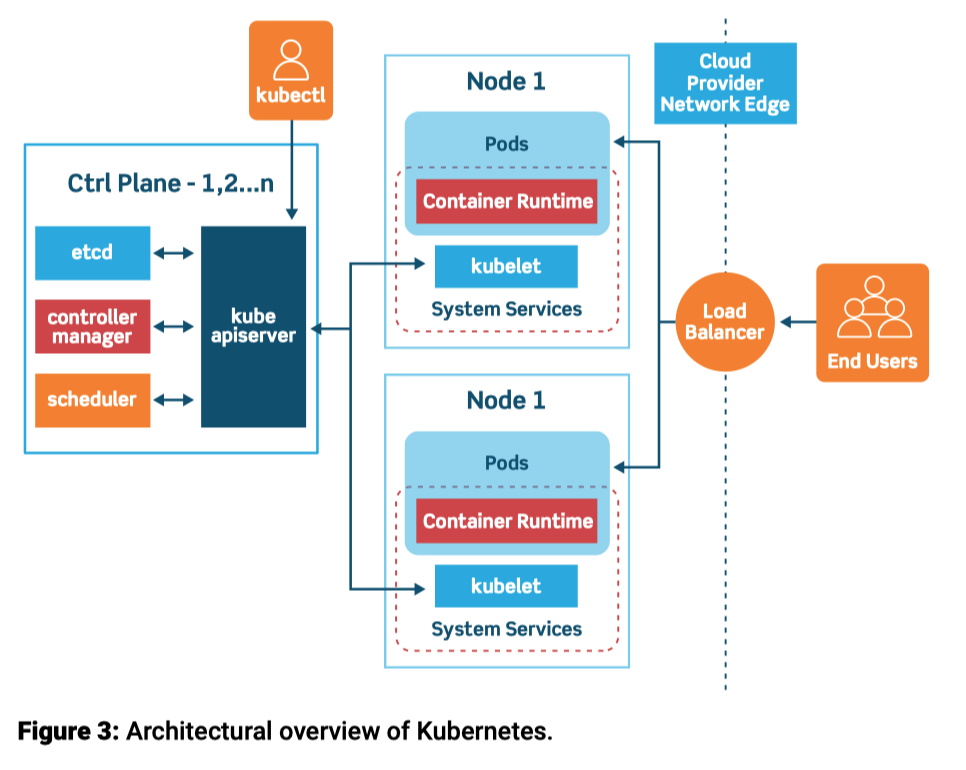 kubectl
Ctrl Plane - 1,2...n
etcd
controller
manager
scheduler
kube
apiserver
Node 1
Pods
Container Runtime
kubelet
System Services
Node 1
Pods
Container Runtime
kubelet
System Services
Cloud
Provider
Network Edge
Load
Balancer
End Users
Figure 3: Architectural overview of Kubernetes.